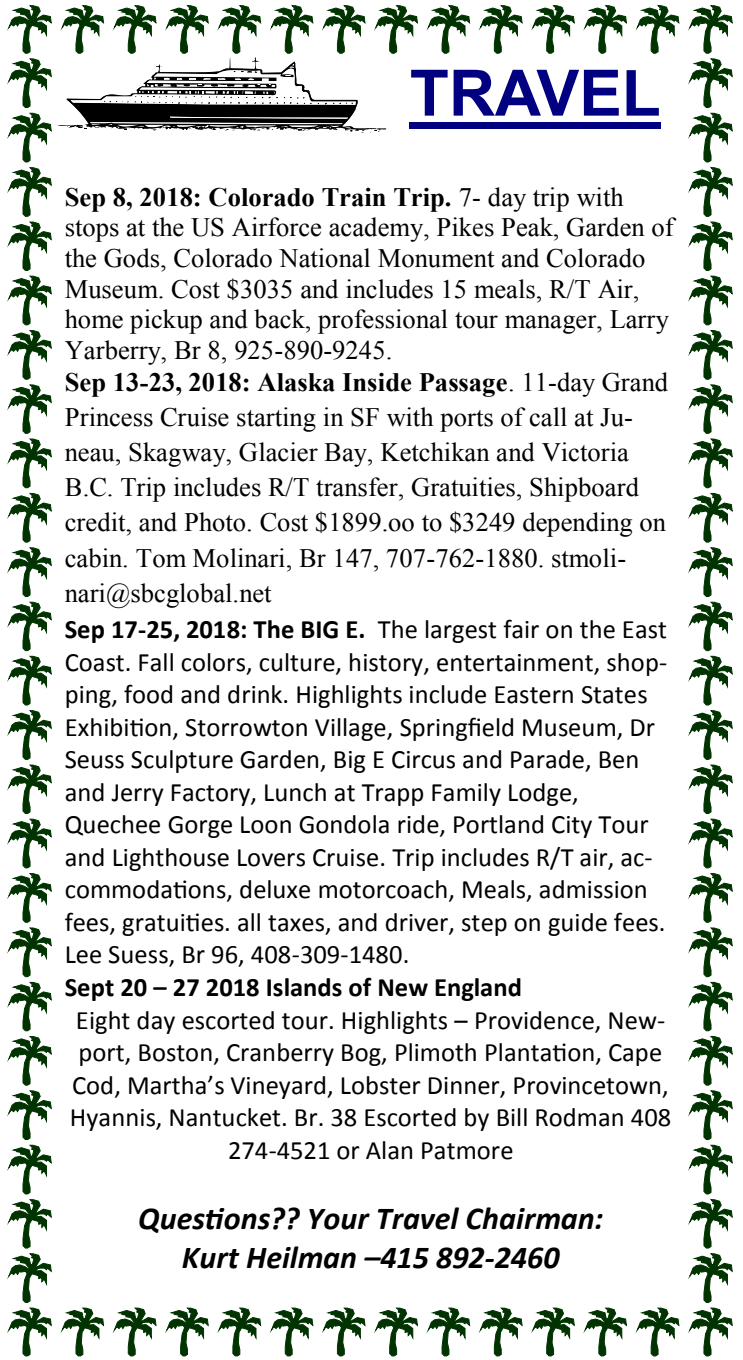 TRAVEL
Sep 8, 2018: Colorado Train Trip. 7- day trip with
stops at the US Airforce academy, Pikes Peak, Garden of
the Gods, Colorado National Monument and Colorado
Museum. Cost $3035 and includes 15 meals, R/T Air,
home pickup and back, professional tour manager, Larry
Yarberry, Br 8, 925-890-9245.
Sep 13-23, 2018: Alaska Inside Passage. 11-day Grand
Princess Cruise starting in SF with ports of call at Ju-
neau, Skagway, Glacier Bay, Ketchikan and Victoria
B.C. Trip includes R/T transfer, Gratuities, Shipboard
credit, and Photo. Cost $1899.oo to $3249 depending on
cabin. Tom Molinari, Br 147, 707-762-1880. stmoli-
nari@sbcglobal.net
Sep 17-25, 2018: The BIG E.  The largest fair on the East
Coast. Fall colors, culture, history, entertainment, shop-
ping, food and drink. Highlights include Eastern States
Exhibition, Storrowton Village, Springfield Museum, Dr
Seuss Sculpture Garden, Big E Circus and Parade, Ben
and Jerry Factory, Lunch at Trapp Family Lodge,
Quechee Gorge Loon Gondola ride, Portland City Tour
and Lighthouse Lovers Cruise. Trip includes R/T air, ac-
commodations, deluxe motorcoach, Meals, admission
fees, gratuities. all taxes, and driver, step on guide fees.
Lee Suess, Br 96, 408-309-1480.
Sept 20 – 27 2018 Islands of New England
Eight day escorted tour. Highlights – Providence, New-
port, Boston, Cranberry Bog, Plimoth Plantation, Cape
Cod, Martha’s Vineyard, Lobster Dinner, Provincetown,
Hyannis, Nantucket. Br. 38 Escorted by Bill Rodman 408
274-4521 or Alan Patmore
Questions?? Your Travel Chairman:
Kurt Heilman –415 892-2460